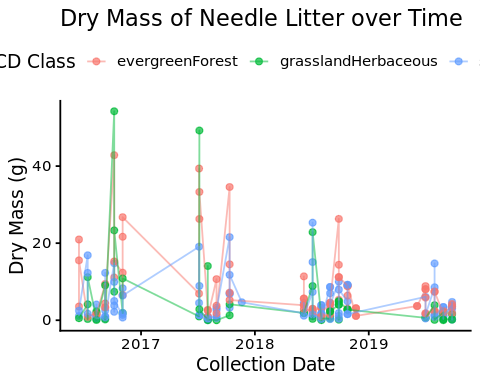 Dry Mass of Needle Litter over Time
CD Class evergreenForest grasslandHerbaceous
Dry Mass (g)
40
20
0
2017 2018 2019
Collection Date